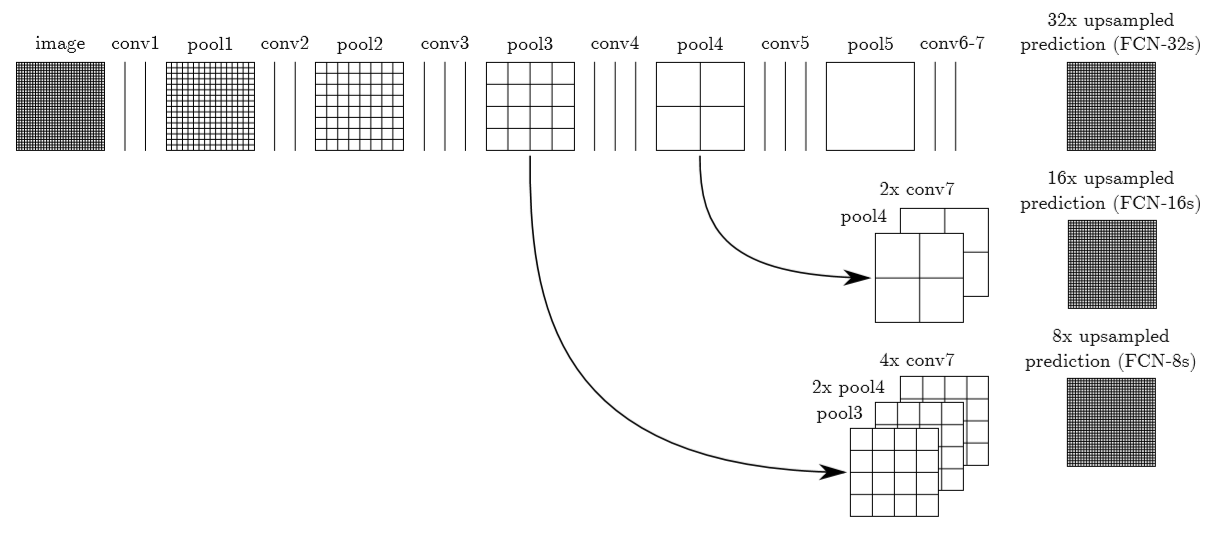 image conv1 pool1 conv2 pool2 conv3 pool3 conv4 pool4 conv5 pool5 conv6-7
32x upsampled
prediction (FCN-32s)
2x conv7
pool4
16x upsampled
prediction (FCN-16s)
4x conv7
2x pool4
pool3
8x upsampled
prediction (FCN-8s)